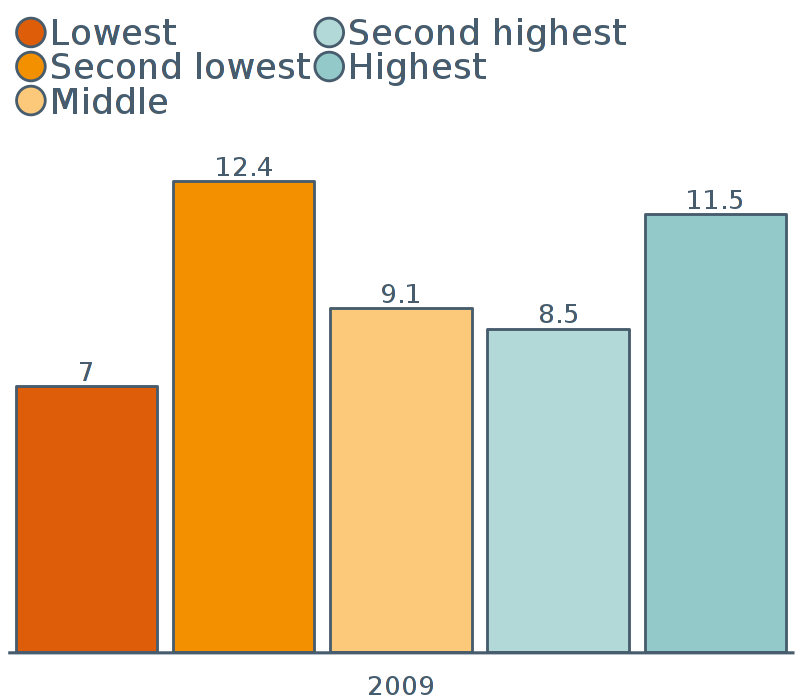 Lowest
Second lowest
Middle
Second highest
Highest
12.4
11.5
9.1
8.5
7
2009